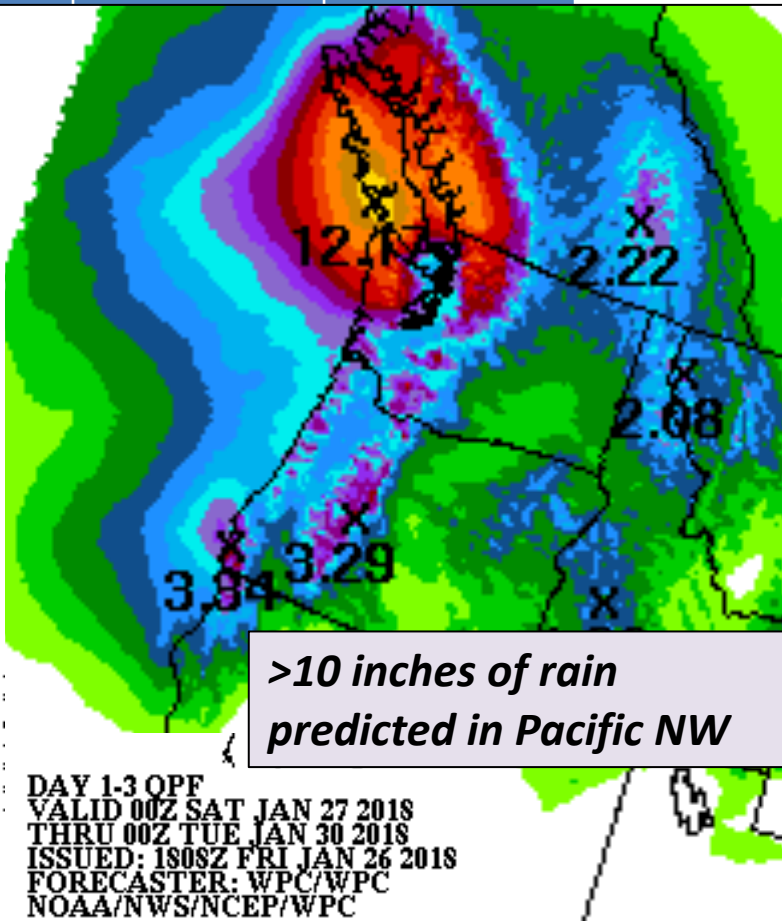 12.17
2.22
2.08
3.29
3.94
>10 inches of rain
predicted in Pacific NW
DAY 1-3 QPF
VALID 00Z SAT JAN 27 2018
THRU 00Z TUE JAN 30 2018
ISSUED: 1808Z FRI JAN 26 2018
FORECASTER: WPC/WPC
NOAA/NWS/NCEP/WPC